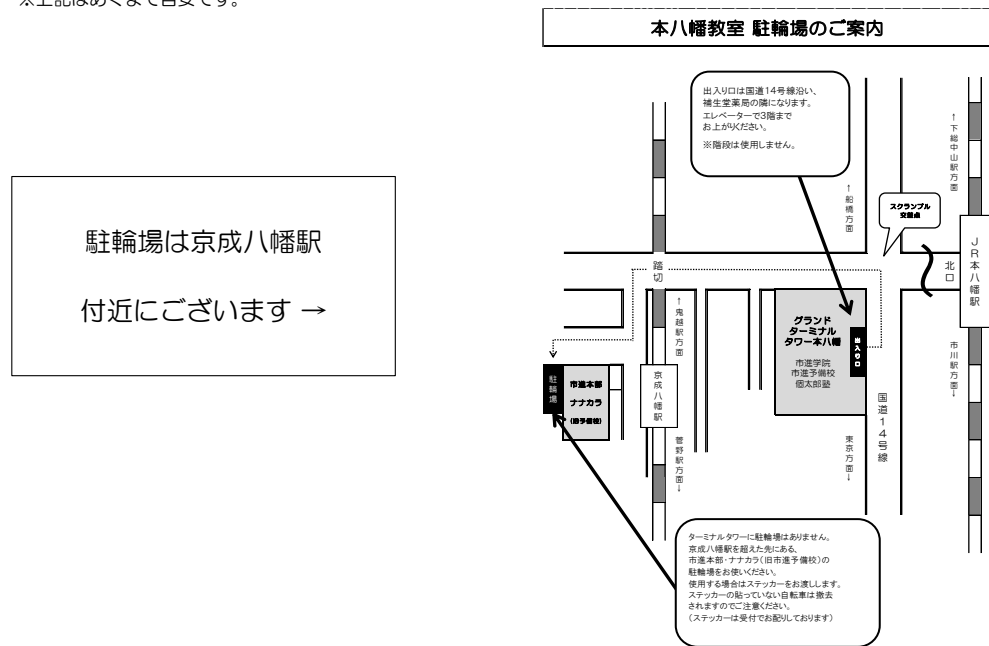 ※上記はあくまで目安です。
駐輪場は京成八幡駅
付近にございます →
本八幡教室 駐輪場のご案内
出入り口は国道14号線沿い、
補生堂薬局の隣になります。
エレベーターで3階まで
お上がりください。
※階段は使用しません。
↑船橋方面
スクランブル
交差点
↑下総中山駅方面
JR本八幡駅
北口
市川駅方面↓
踏切
↑鬼越駅方面
京成八幡駅
菅野駅方面↓
グランド
ターミナル
タワー本八幡
市進学院
市進予備校
個太郎塾
出入り口
国道14号線
東京方面↓
駐輪場
市進本部
ナナカラ
(旧予備校)
ターミナルタワーに駐輪場はありません。
京成八幡駅を超えた先にある、
市進本部・ナナカラ(旧市進予備校)の
駐輪場をお使いください。
使用する場合はステッカーをお渡しします。
ステッカーの貼っていない自転車は撤去
されますのでご注意ください。
(ステッカーは受付でお配りしております)